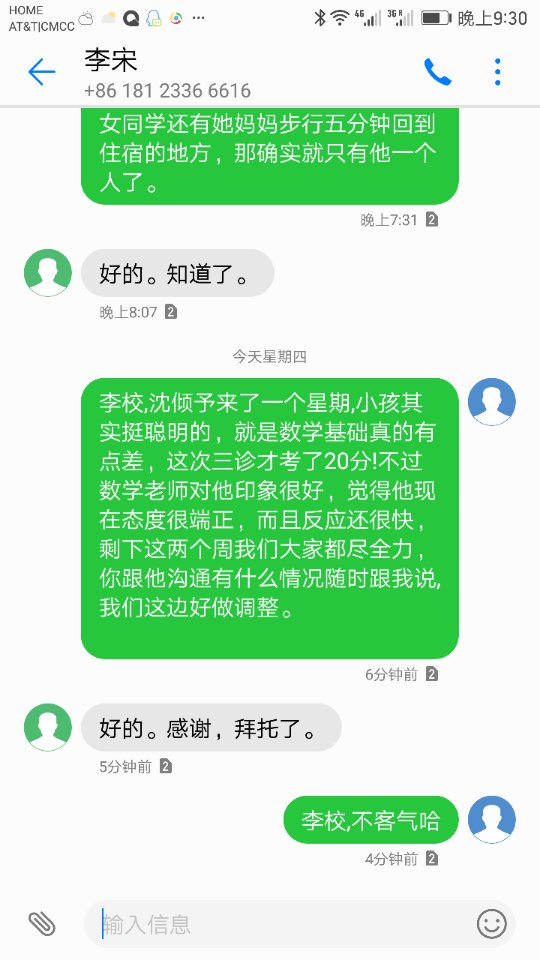 HOME
AT&T|CMCC
4G
3G R
晚上9:30
李宋
+86 181 2336 6616
女同学还有她妈妈步行五分钟回到
住宿的地方，那确实就只有他一个
人了。
晚上7:31 2
好的。知道了。
晚上8:07 2
今天星期四
李校,沈倾予来了一个星期,小孩其
实挺聪明的，就是数学基础真的有
点差，这次三诊才考了20分!不过
数学老师对他印象很好，觉得他现
在态度很端正，而且反应还很快，
剩下这两个周我们大家都尽全力，
你跟他沟通有什么情况随时跟我说,
我们这边好做调整。
6分钟前 2
好的。感谢，拜托了。
5分钟前 2
李校,不客气哈
4分钟前 2
输入信息